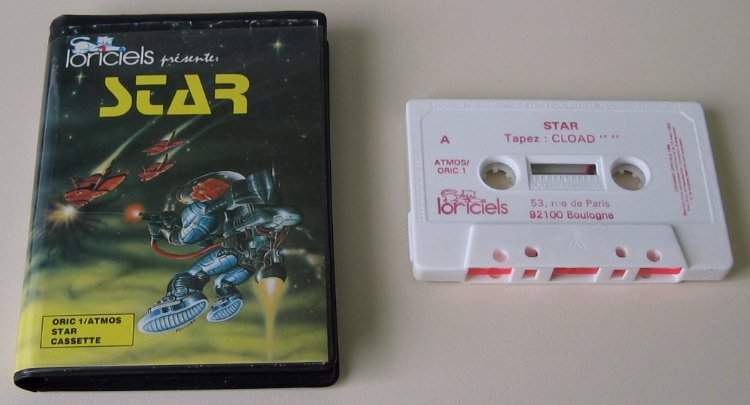 loriciels présente:
STAR
ORIC 1/ATMOS
STAR
CASSETTE
STAR
Tapez : CLOAD " "
A
ATMOS/
ORIC 1
loriciels
53, rue de Paris
92100 Boulogne